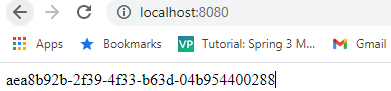 localhost:8080
Apps Bookmarks VP Tutorial: Spring 3 M... Gmail
aea8b92b-2f39-4f33-b63d-04b954400288